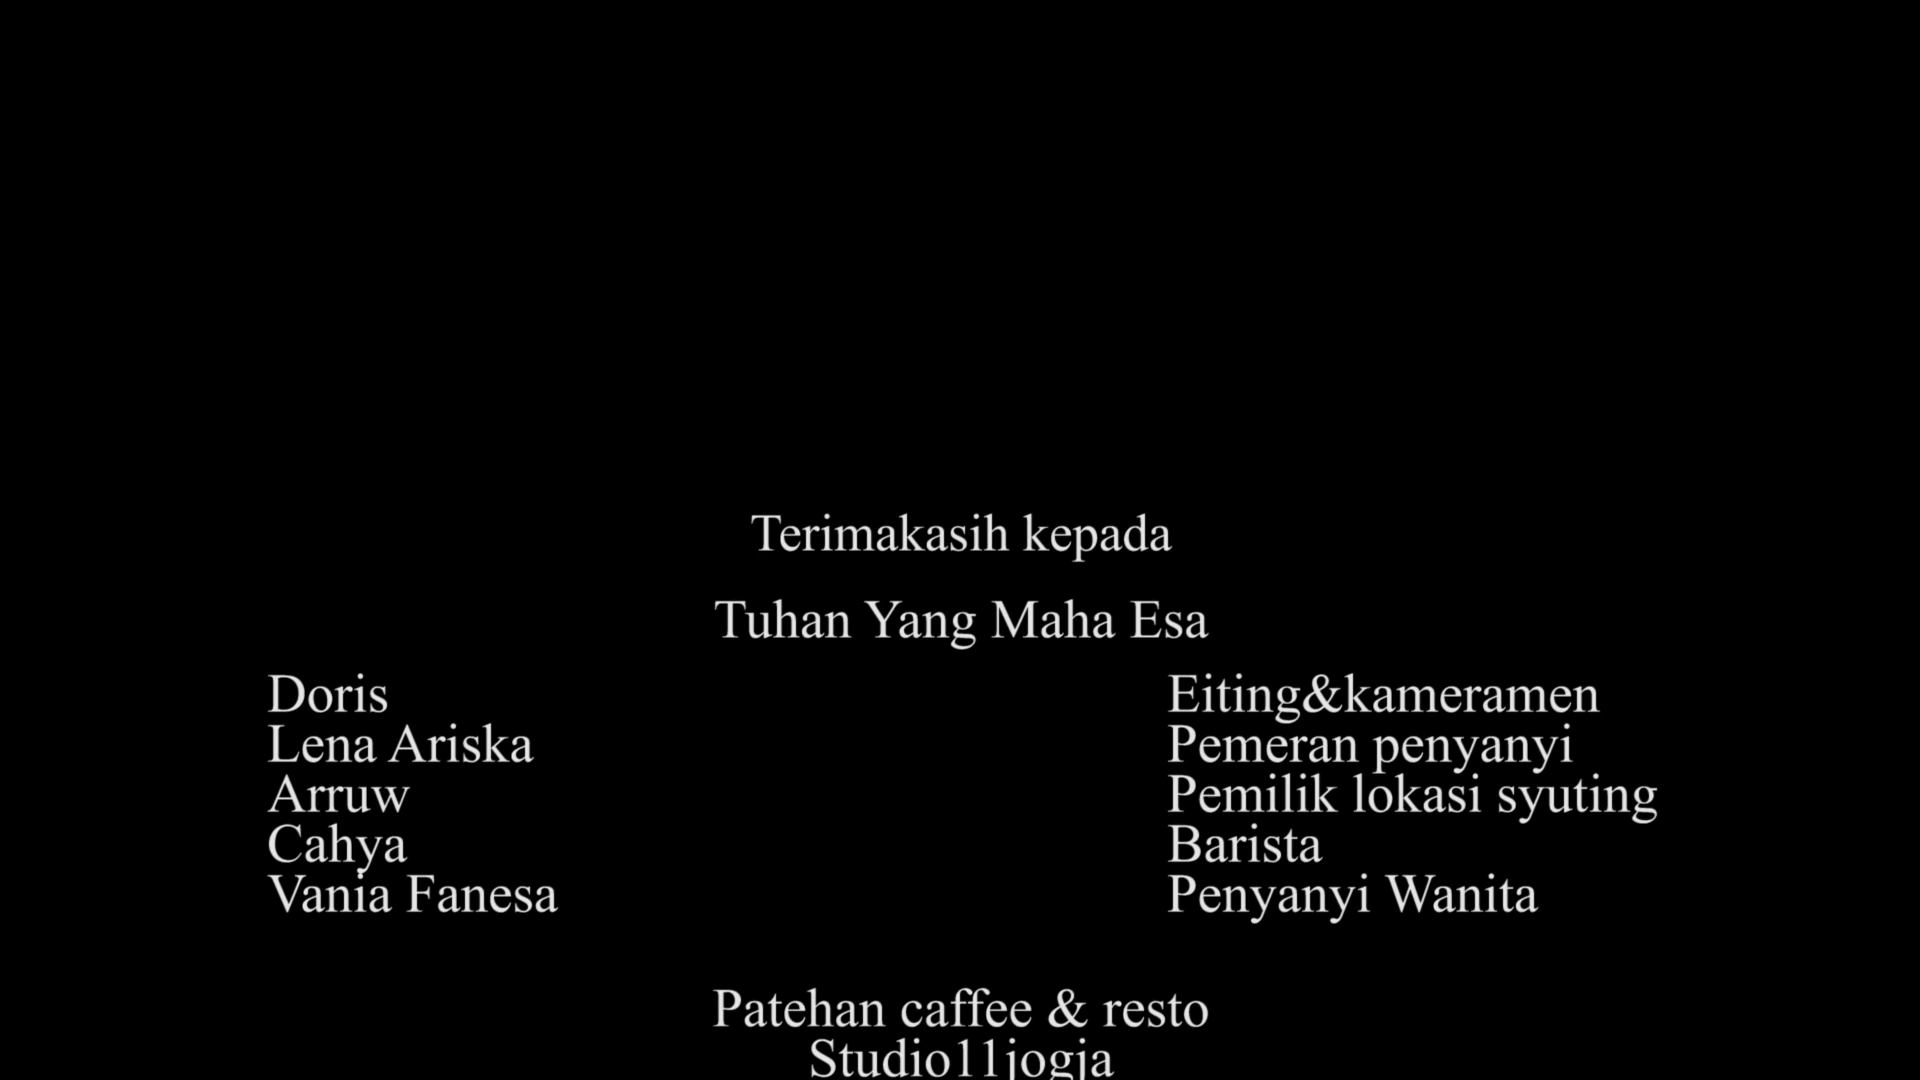 Terimakasih kepada
Tuhan Yang Maha Esa
Doris Eiting&kameramen
Lena Ariska Pemeran penyanyi
Arruw Pemilik lokasi syuting
Cahya Barista
Vania Fanesa Penyanyi Wanita
Patehan caffee & resto
Studio11jogja